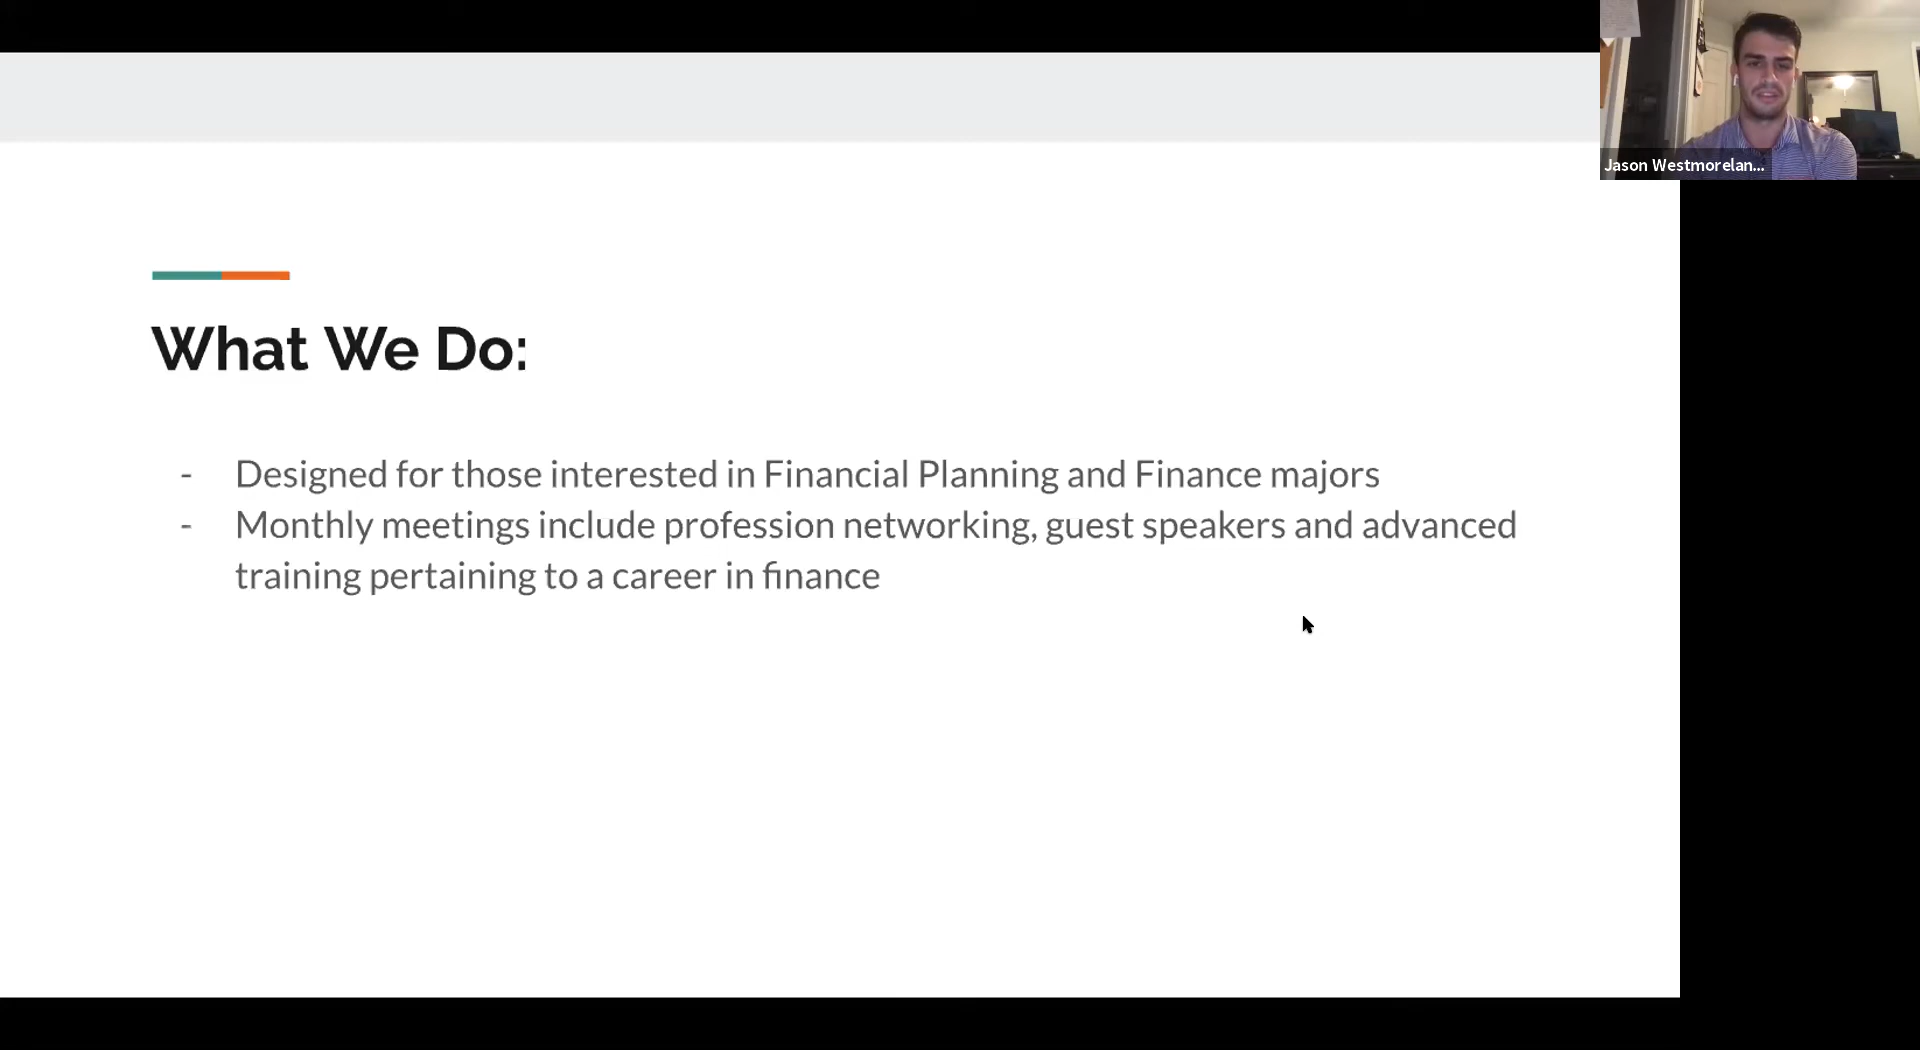 Jason Westmorelan...
What We Do:
- Designed for those interested in Financial Planning and Finance majors
- Monthly meetings include profession networking, guest speakers and advanced
training pertaining to a career in finance